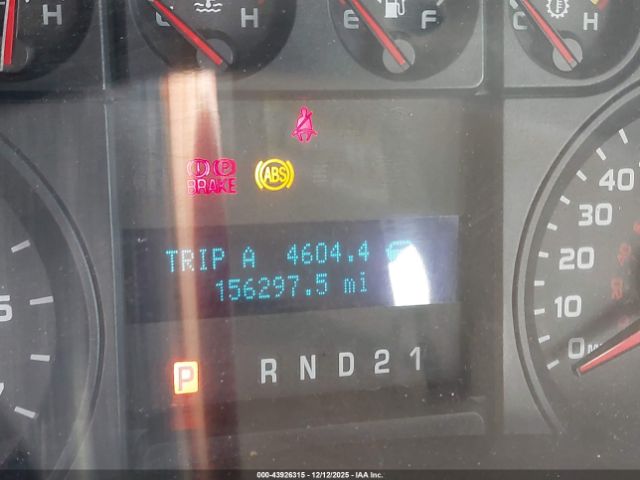 H H E F C H
BRAKE ABS
TRIP A 4604.4
156297.5 mi
P R N D 2 1
5
40
30
20
10
0
000-43926315 - 12/12/2025 - IAA Inc.